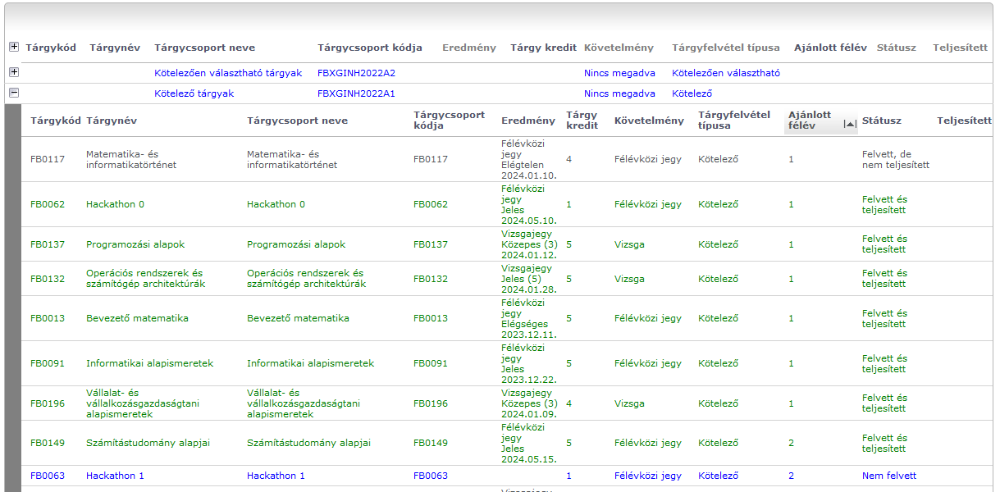 Tárgykód Tárgynév Tárgycsoport neve Tárgycsoport kódja Eredmény Tárgy kredit Követelmény Tárgyfelvétel típusa Ajánlott félév Státusz Teljesített
Kötelezően választható tárgyak FBXGINH2022A2 Nincs megadva Kötelezően választható
Kötelező tárgyak FBXGINH2022A1 Nincs megadva Kötelező
Tárgykód Tárgynév Tárgycsoport neve Tárgycsoport kódja Eredmény Tárgy kredit Követelmény Tárgyfelvétel típusa Ajánlott félév Státusz Teljesített
FB0117 Matematika- és informatikatörténet Matematika- és informatikatörténet FB0117 Félévközi jegy Elégtelen 2024.01.10. 4 Félévközi jegy Kötelező 1 Felvett, de nem teljesített
FB0062 Hackathon 0 Hackathon 0 FB0062 Félévközi jegy Jeles 2024.05.10. 1 Félévközi jegy Kötelező 1 Felvett és teljesített
FB0137 Programozási alapok Programozási alapok FB0137 Vizsgajegy Közepes (3) 2024.01.12. 5 Vizsga Kötelező 1 Felvett és teljesített
FB0132 Operációs rendszerek és számítógép architektúrák Operációs rendszerek és számítógép architektúrák FB0132 Vizsgajegy Jeles (5) 2024.01.28. 5 Vizsga Kötelező 1 Felvett és teljesített
FB0013 Bevezető matematika Bevezető matematika FB0013 Félévközi jegy Elégséges 2023.12.11. 5 Félévközi jegy Kötelező 1 Felvett és teljesített
FB0091 Informatikai alapismeretek Informatikai alapismeretek FB0091 Félévközi jegy Jeles 2023.12.22. 5 Félévközi jegy Kötelező 1 Felvett és teljesített
FB0196 Vállalat- és vállalkozásgazdaságtani alapismeretek Vállalat- és vállalkozásgazdaságtani alapismeretek FB0196 Vizsgajegy Közepes (3) 2024.01.09. 4 Vizsga Kötelező 1 Felvett és teljesített
FB0149 Számítástudomány alapjai Számítástudomány alapjai FB0149 Félévközi jegy Jeles 2024.05.15. 5 Félévközi jegy Kötelező 2 Felvett és teljesített
FB0063 Hackathon 1 Hackathon 1 FB0063 1 Félévközi jegy Kötelező 2 Nem felvett